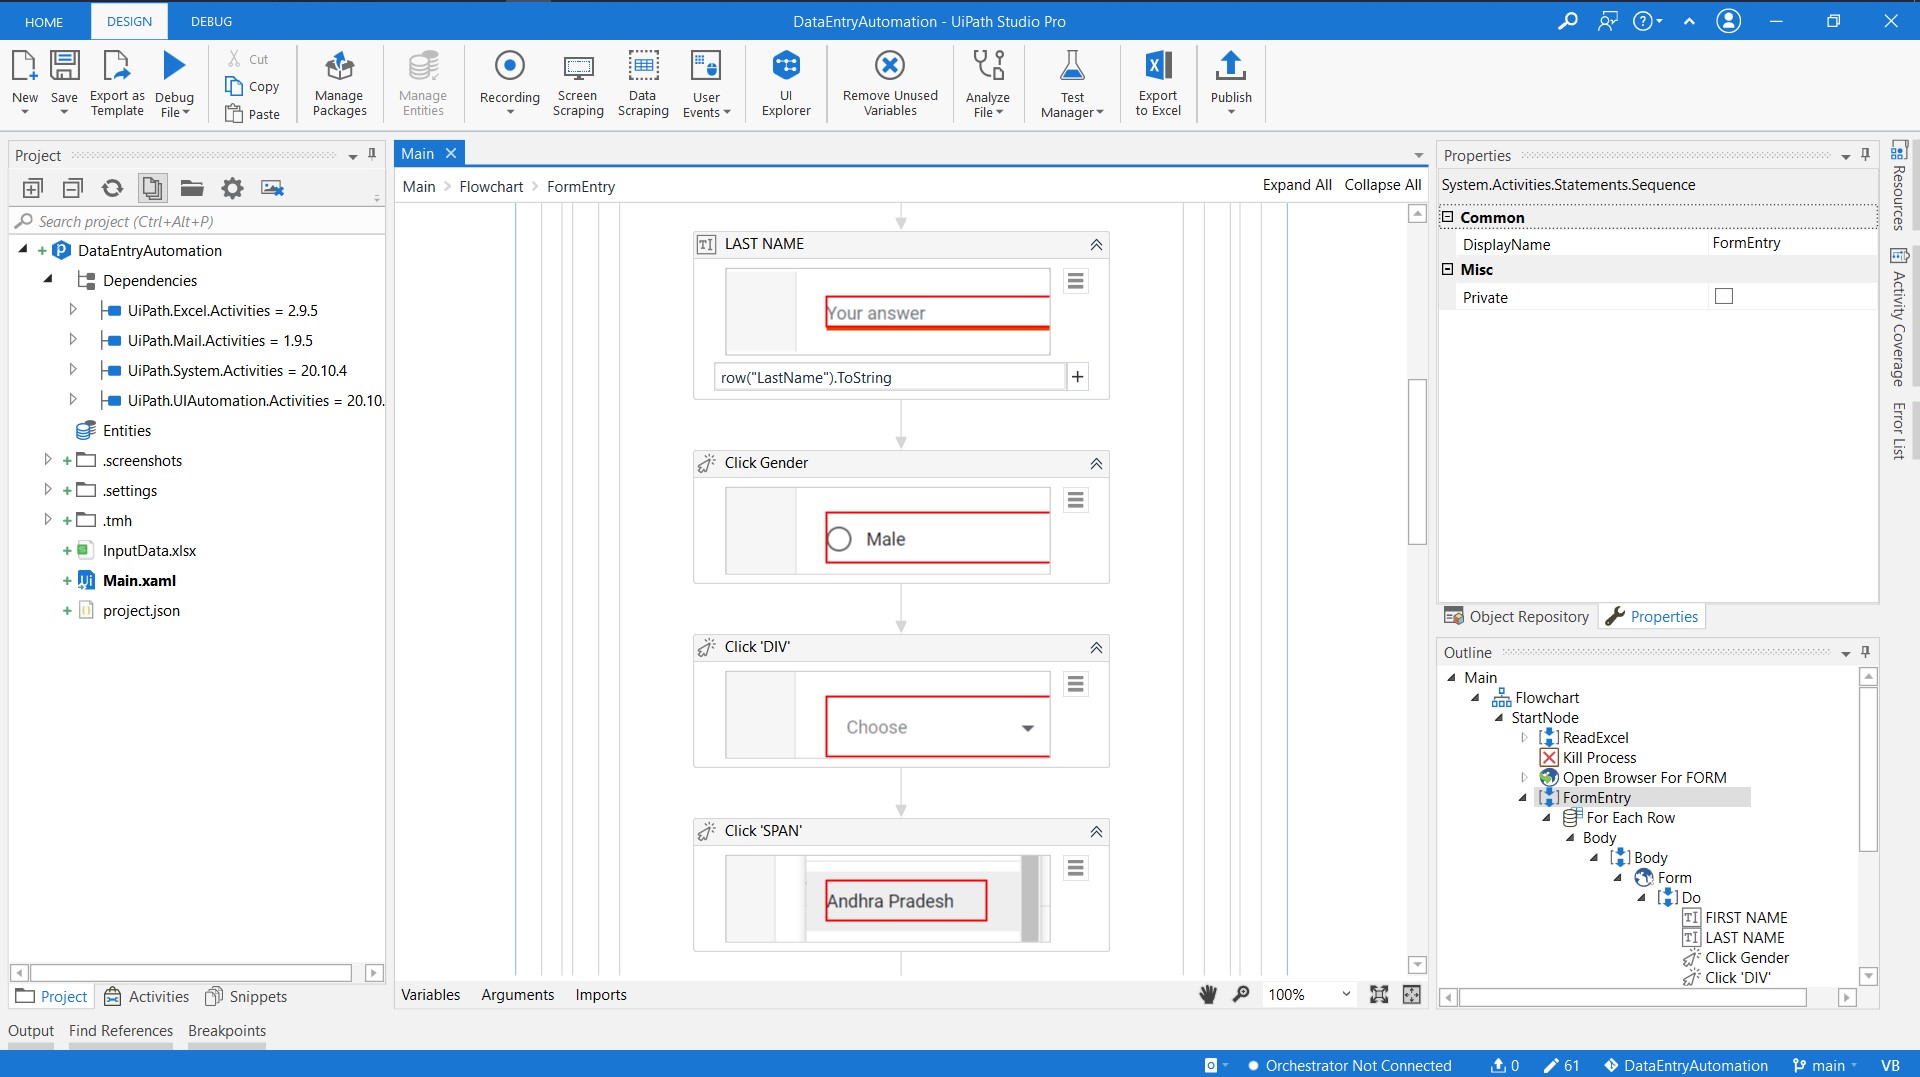 HOME
DESIGN
DEBUG
DataEntryAutomation - UiPath Studio Pro
New
Save
Export as Template
Debug File
Cut
Copy
Paste
Manage Packages
Manage Entities
Recording
Screen Scraping
Data Scraping
User Events
UI Explorer
Remove Unused Variables
Analyze File
Test Manager
Export to Excel
Publish
Project
Search project (Ctrl+Alt+P)
DataEntryAutomation
Dependencies
UiPath.Excel.Activities = 2.9.5
UiPath.Mail.Activities = 1.9.5
UiPath.System.Activities = 20.10.4
UiPath.UIAutomation.Activities = 20.10.
Entities
.screenshots
.settings
.tmh
InputData.xlsx
Main.xaml
project.json
Project
Activities
Snippets
Main
Main > Flowchart > FormEntry
Expand All
Collapse All
LAST NAME
Your answer
row("LastName").ToString
Click Gender
Male
Click 'DIV'
Choose
Click 'SPAN'
Andhra Pradesh
Variables
Arguments
Imports
100%
Properties
System.Activities.Statements.Sequence
Common
DisplayName
FormEntry
Misc
Private
Object Repository
Properties
Outline
Main
Flowchart
StartNode
ReadExcel
Kill Process
Open Browser For FORM
FormEntry
For Each Row
Body
Body
Form
Do
FIRST NAME
LAST NAME
Click Gender
Click 'DIV'
Resources
Activity Coverage
Error List
Output
Find References
Breakpoints
Orchestrator Not Connected
0
61
DataEntryAutomation
main
VB